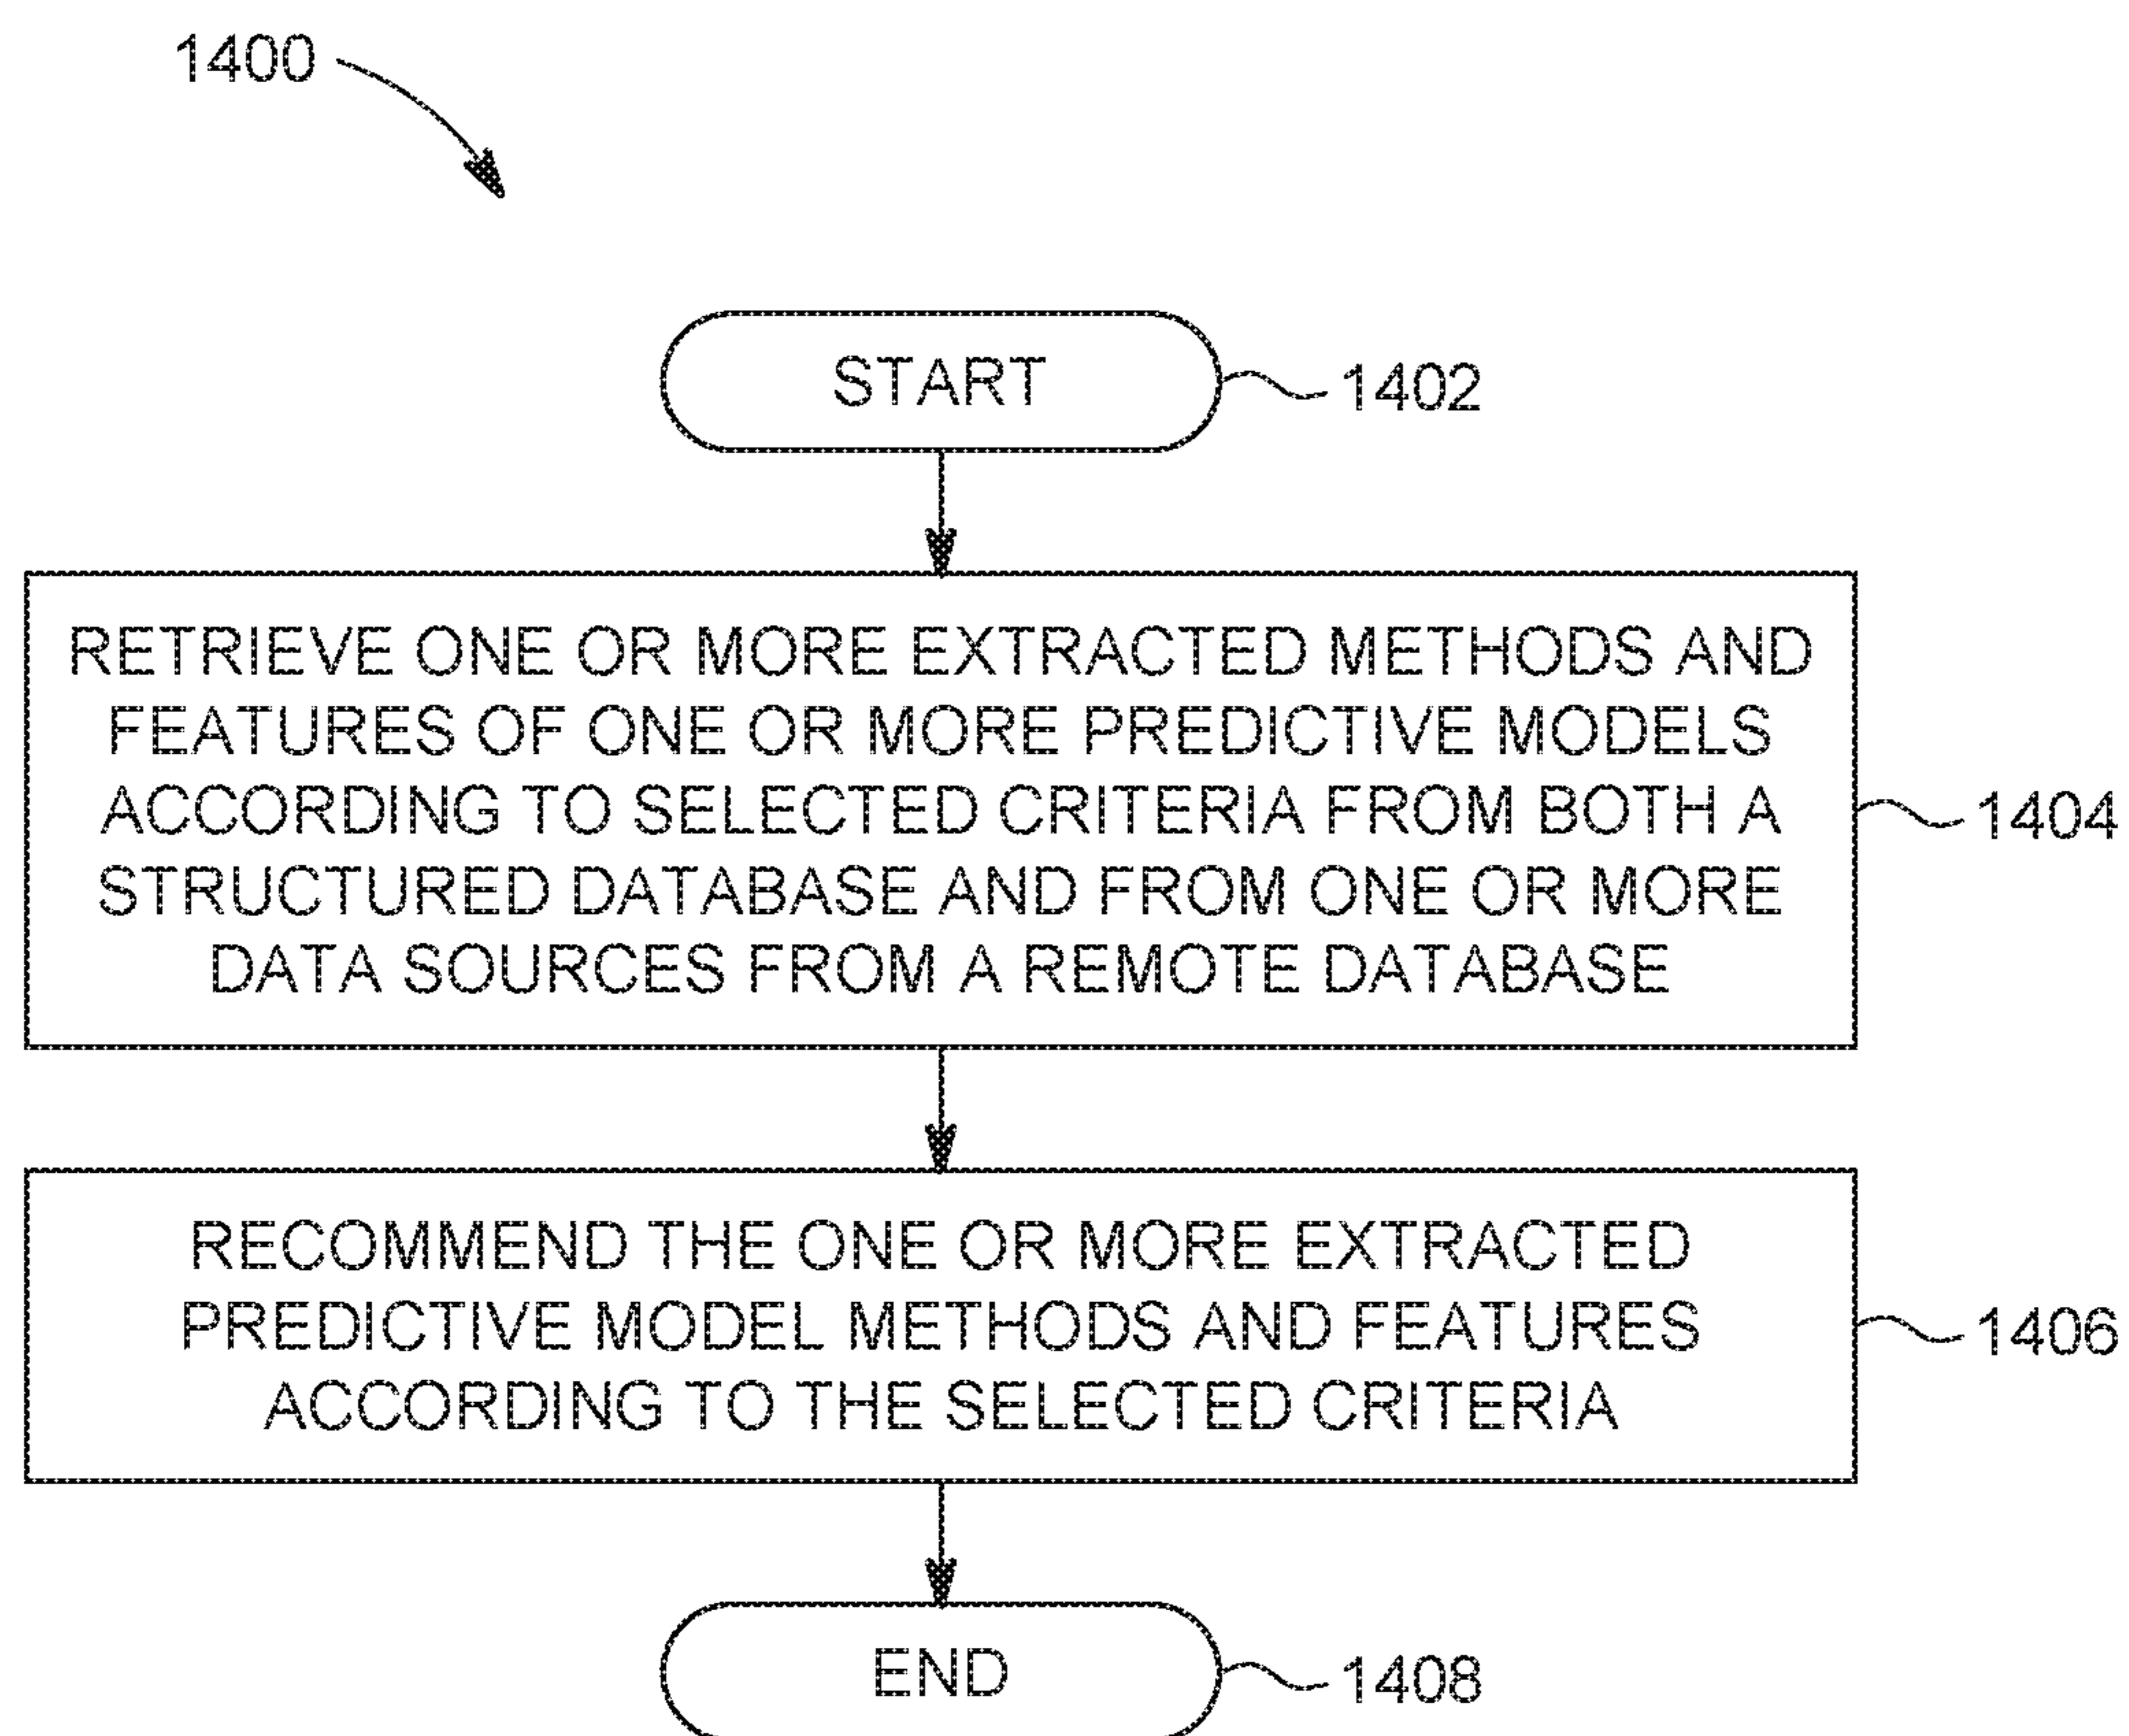 1400
START
1402
RETRIEVE ONE OR MORE EXTRACTED METHODS AND
FEATURES OF ONE OR MORE PREDICTIVE MODELS
ACCORDING TO SELECTED CRITERIA FROM BOTH A
STRUCTURED DATABASE AND FROM ONE OR MORE
DATA SOURCES FROM A REMOTE DATABASE
1404
RECOMMEND THE ONE OR MORE EXTRACTED
PREDICTIVE MODEL METHODS AND FEATURES
ACCORDING TO THE SELECTED CRITERIA
1406
END
1408